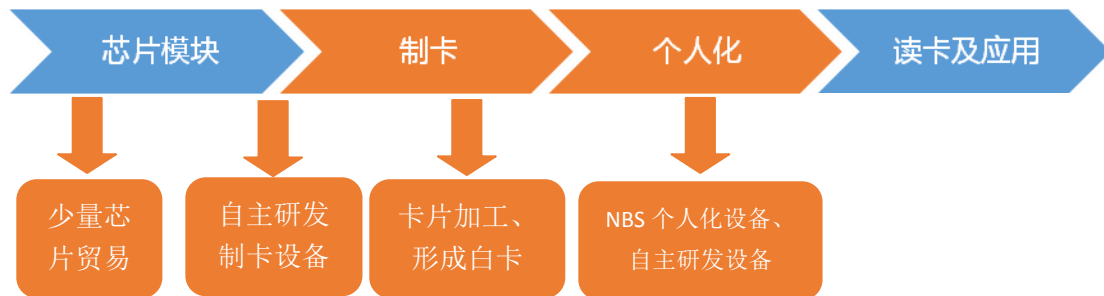 芯片模块
制卡
个人化
读卡及应用
少量芯
片贸易
自主研发
制卡设备
卡片加工、
形成白卡
NBS 个人化设备、
自主研发设备